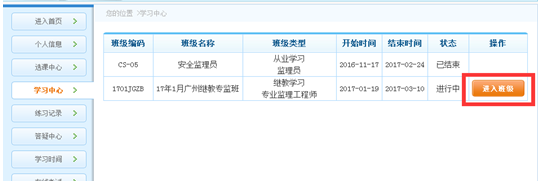 您的位置 >学习中心
进入首页
个人信息
选课中心
学习中心
练习记录
答疑中心
学习时间
班级编码 班级名称 班级类型 开始时间 结束时间 状态 操作
CS-05 安全监理员 从业学习 监理员 2016-11-17 2017-02-24 已结束
1701JGZB 17年1月广州继教专监班 继教学习 专业监理工程师 2017-01-19 2017-03-10 进行中 进入班级